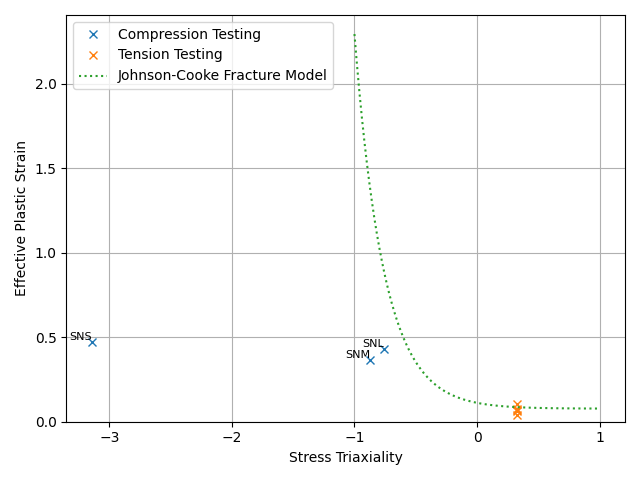 Compression Testing
Tension Testing
Johnson-Cooke Fracture Model
Effective Plastic Strain
2.0
1.5
1.0
0.5
0.0
SNS
SNL
SNM
−3
−2
−1
0
1
Stress Triaxiality